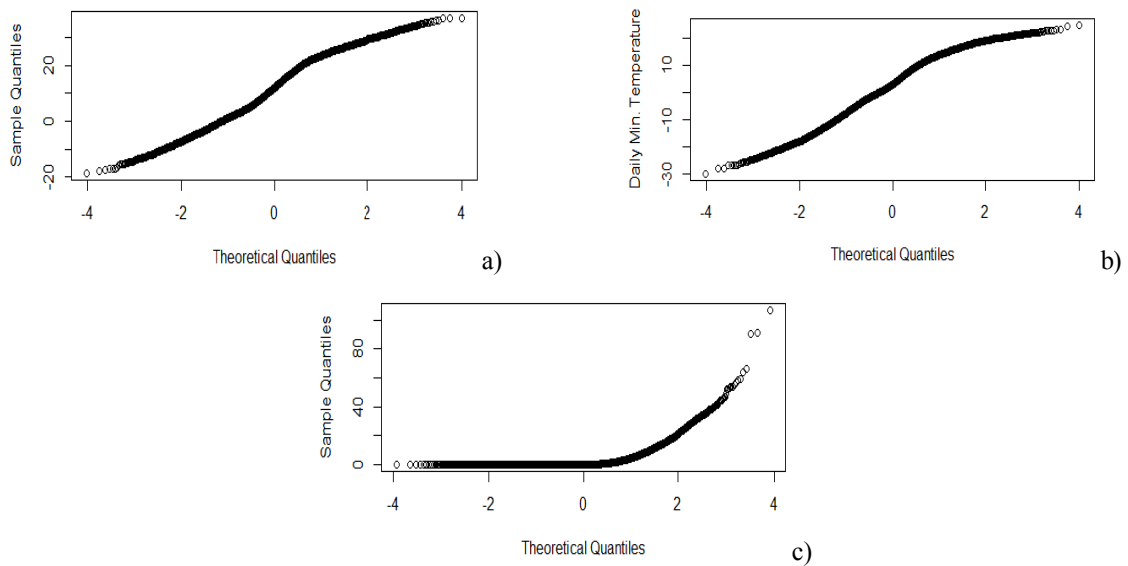 Sample Quantiles
20
0
-20
-4 -2 0 2 4
Theoretical Quantiles
a)
Daily Min. Temperature
10
-10
-30
-4 -2 0 2 4
Theoretical Quantiles
b)
Sample Quantiles
80
40
0
-4 -2 0 2 4
Theoretical Quantiles
c)